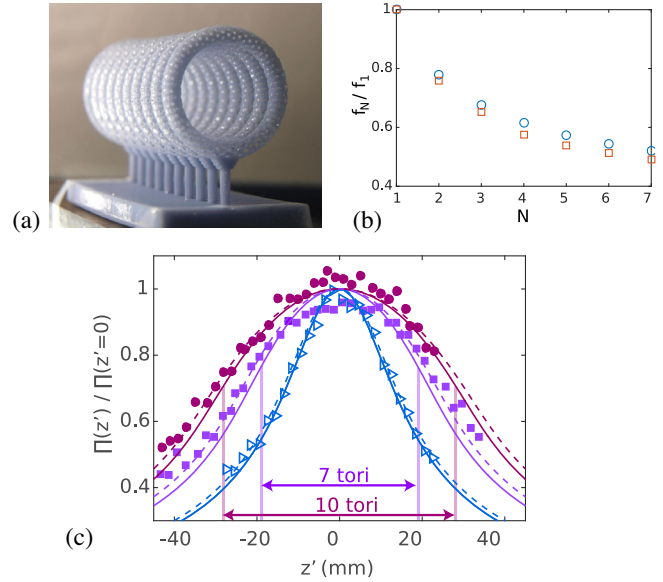 (a)
(b)
f_N / f_1
1
0.8
0.6
0.4
1 2 3 4 5 6 7
N
(c)
∏(z') / ∏(z'=0)
1
0.8
0.6
0.4
7 tori
10 tori
-40 -20 0 20 40
z' (mm)